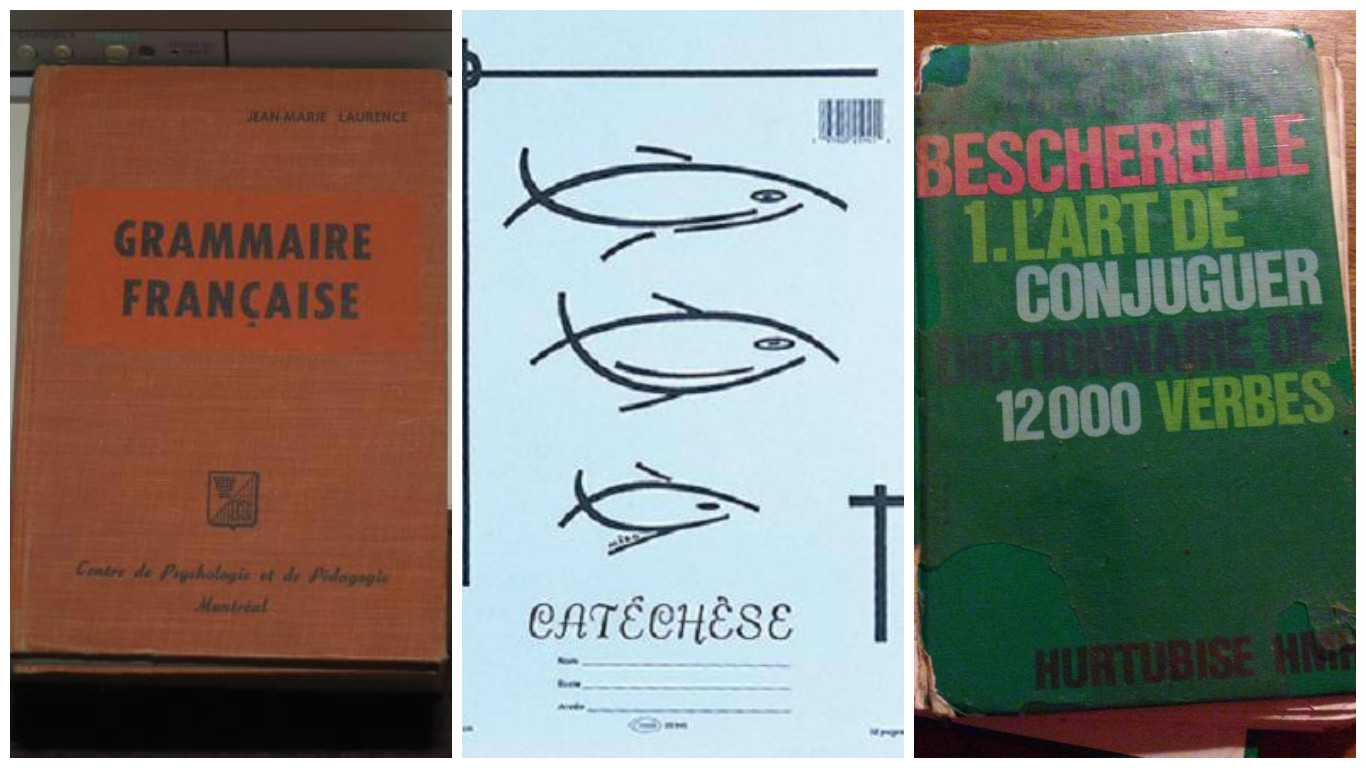 JEAN-MARIE LAURENCE
GRAMMAIRE
FRANÇAISE
Centre de Psychologie et de Pédagogie
Montréal
CATÉCHÈSE
Nom
École
Année
BESCHERELLE
1. L'ART DE
CONJUGUER
DICTIONNAIRE DE
12000 VERBES
HURTUBISE HMH